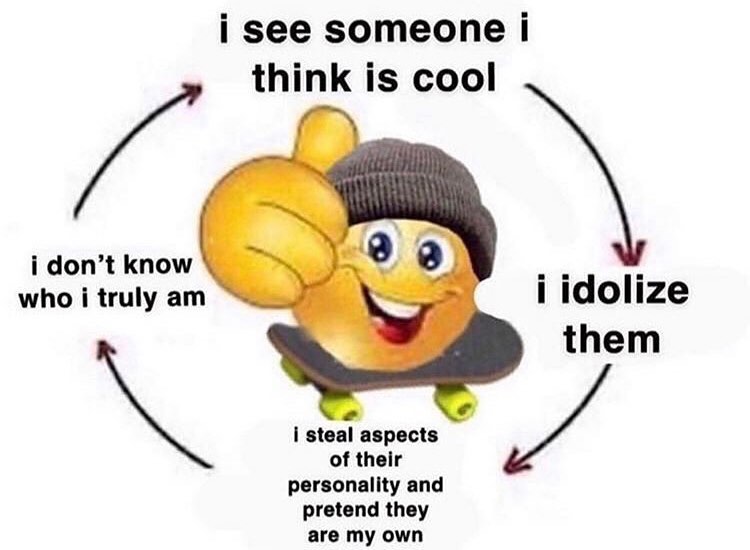 i see someone i
think is cool
i idolize
them
i steal aspects
of their
personality and
pretend they
are my own
i don't know
who i truly am